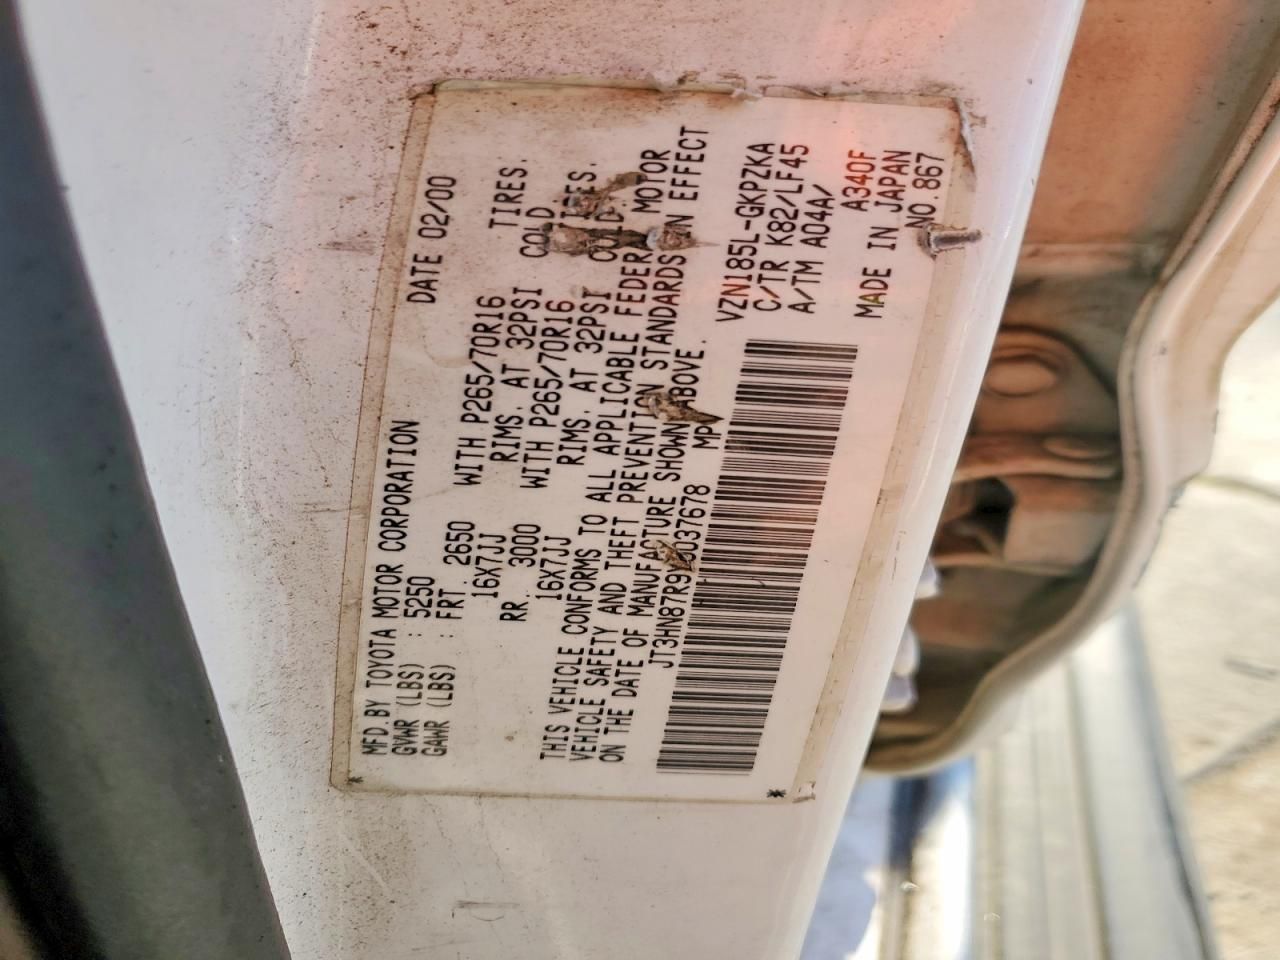 MFD. BY TOYOTA MOTOR CORPORATION DATE 02/00
GVWR (LBS) : 5250
GAWR (LBS) : FRT. 2650 WITH P265/70R16 TIRES.
16X7JJ RIMS. AT 32PSI COLD
RR. 3000 WITH P265/70R16
16X7JJ RIMS. AT 32PSI COLD
THIS VEHICLE CONFORMS TO ALL APPLICABLE FEDERAL MOTOR
VEHICLE SAFETY AND THEFT PREVENTION STANDARDS IN EFFECT
ON THE DATE OF MANUFACTURE SHOWN ABOVE.
VZN185L-GKPZKA
C/TR K82/LF45
A/TM A04A/
A340F
MADE IN JAPAN
NO.867